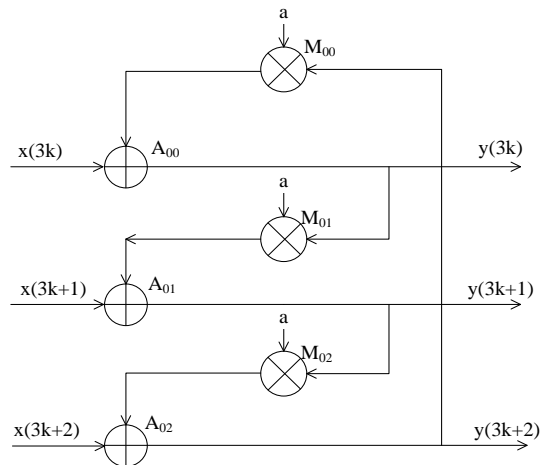 a
M00
x(3k) A00 y(3k)
a
M01
x(3k+1) A01 y(3k+1)
a
M02
x(3k+2) A02 y(3k+2)